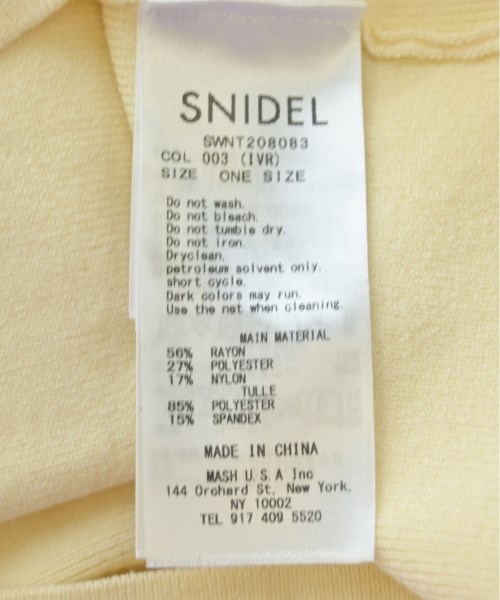 SNIDEL
SWNT208083
COL 003 (IVR)
SIZE ONE SIZE
Do not wash.
Do not bleach.
Do not tumble dry.
Do not iron.
Dryclean,
petroleum solvent only.
short cycle.
Dark colors may run.
Use the net when cleaning.
MAIN MATERIAL
56% RAYON
27% POLYESTER
17% NYLON
TULLE
85% POLYESTER
15% SPANDEX
MADE IN CHINA
MASH U.S.A Inc
144 Orchard St, New York,
NY 10002
TEL 917 409 5520